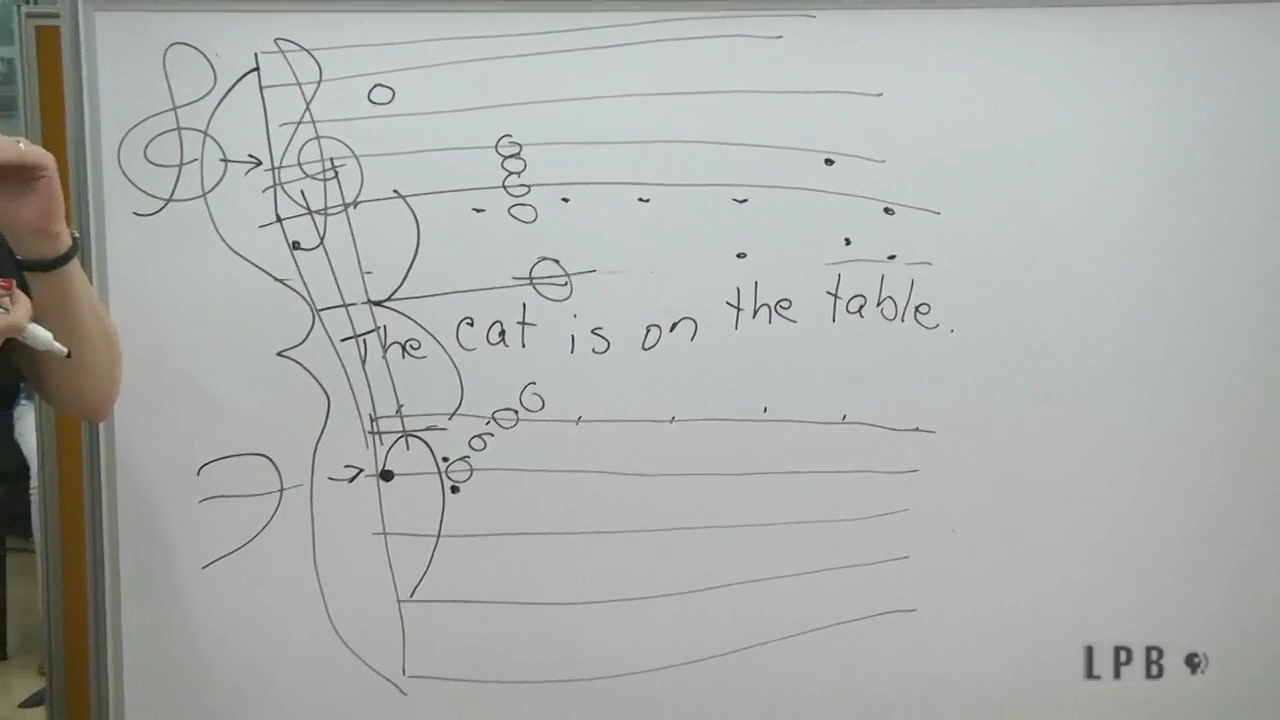 The cat is on the table.
LPB